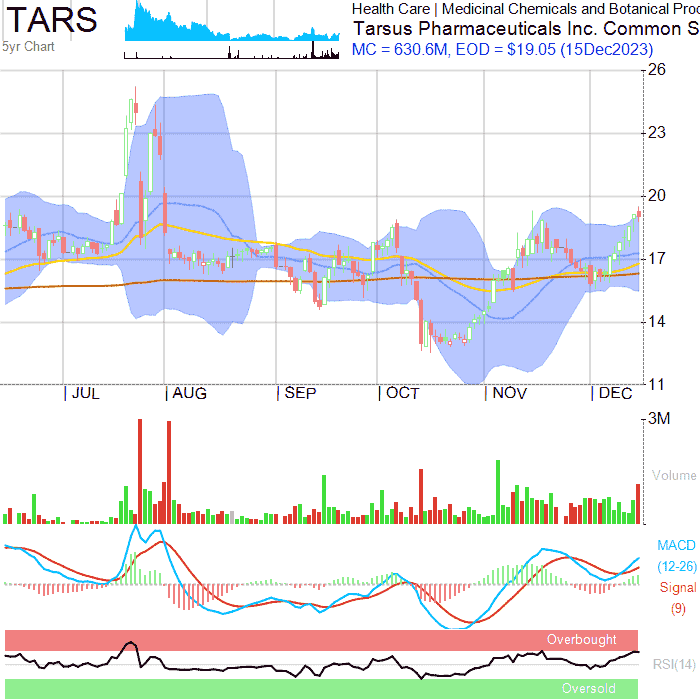 TARS
5yr Chart
Health Care | Medicinal Chemicals and Botanical Proc
Tarsus Pharmaceuticals Inc. Common S
MC = 630.6M, EOD = $19.05 (15Dec2023)
26
23
20
17
14
11
JUL AUG SEP OCT NOV DEC
3M
Volume
MACD
(12-26)
Signal
(9)
Overbought
RSI(14)
Oversold